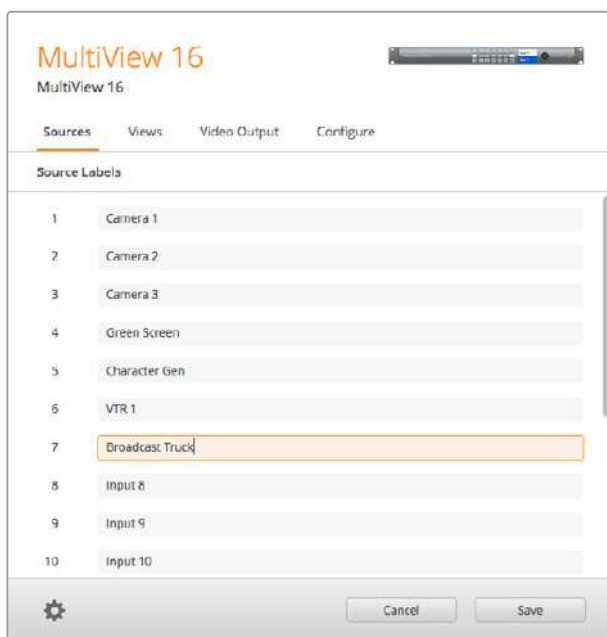 MultiView 16
MultiView 16
Sources Views Video Output Configure
Source Labels
1 Camera 1
2 Camera 2
3 Camera 3
4 Green Screen
5 Character Gen
6 VTR 1
7 Broadcast Truck
8 Input 8
9 Input 9
10 Input 10
Cancel Save